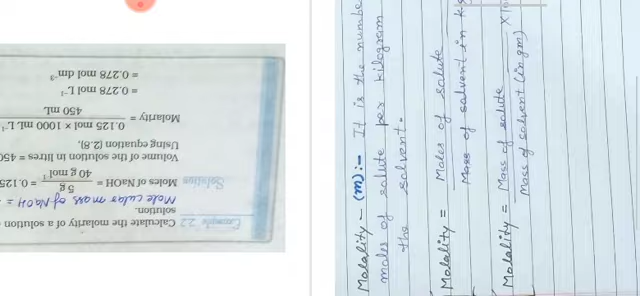 Example 2.2
Calculate the molarity of a solution
solution.
Molecular mass of NaOH =
Solution
Moles of NaOH = 5 g / 40 g mol⁻¹ = 0.125
Volume of the solution in litres = 450
Using equation (2.8),
Molarity = 0.125 mol × 1000 mL L⁻¹ / 450 mL
= 0.278 mol L⁻¹
= 0.278 mol dm⁻³
Molality - (m) :- It is the numbe
moles of solute per kilogram
the solvent.
Molality = Moles of solute / Mass of solvent in kg
Molality = Mass of solute / Mass of solvent (in gm) ×